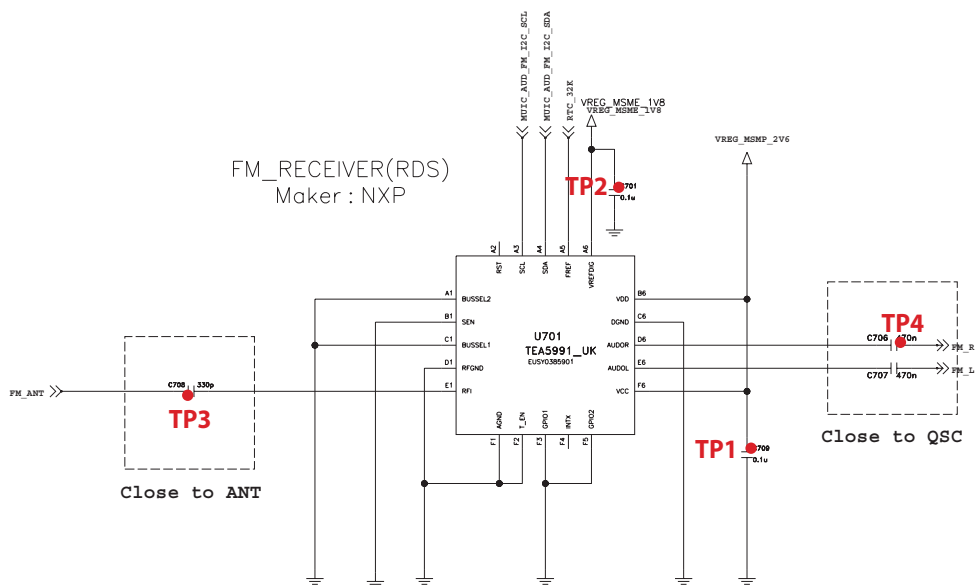 MUIC_AUD_FM_I2C_SCL
MUIC_AUD_FM_I2C_SDA
RTC_32K
VREG_MSME_1V8
VREG_MSME_1V8
VREG_MSMP_2V6
FM_RECEIVER(RDS)
Maker : NXP
TP2
0.1u
A2
A3
A4
A5
A6
RST
SCL
SDA
FREF
VREFDIG
A1 BUSSEL2
B1 SEN
C1 BUSSEL1
D1 RFGND
E1 RFI
U701
TEA5991_UK
EUSY0385901
VDD B6
DGND C6
AUDOR D6
AUDOL E6
VCC F6
AGND
T_EN
GPIO1
INTX
GPIO2
F1
F2
F3
F4
F5
TP4
C706
FM_R
C707 470n
FM_L
Close to QSC
FM_ANT
C708 330p
TP3
Close to ANT
TP1
0.1u